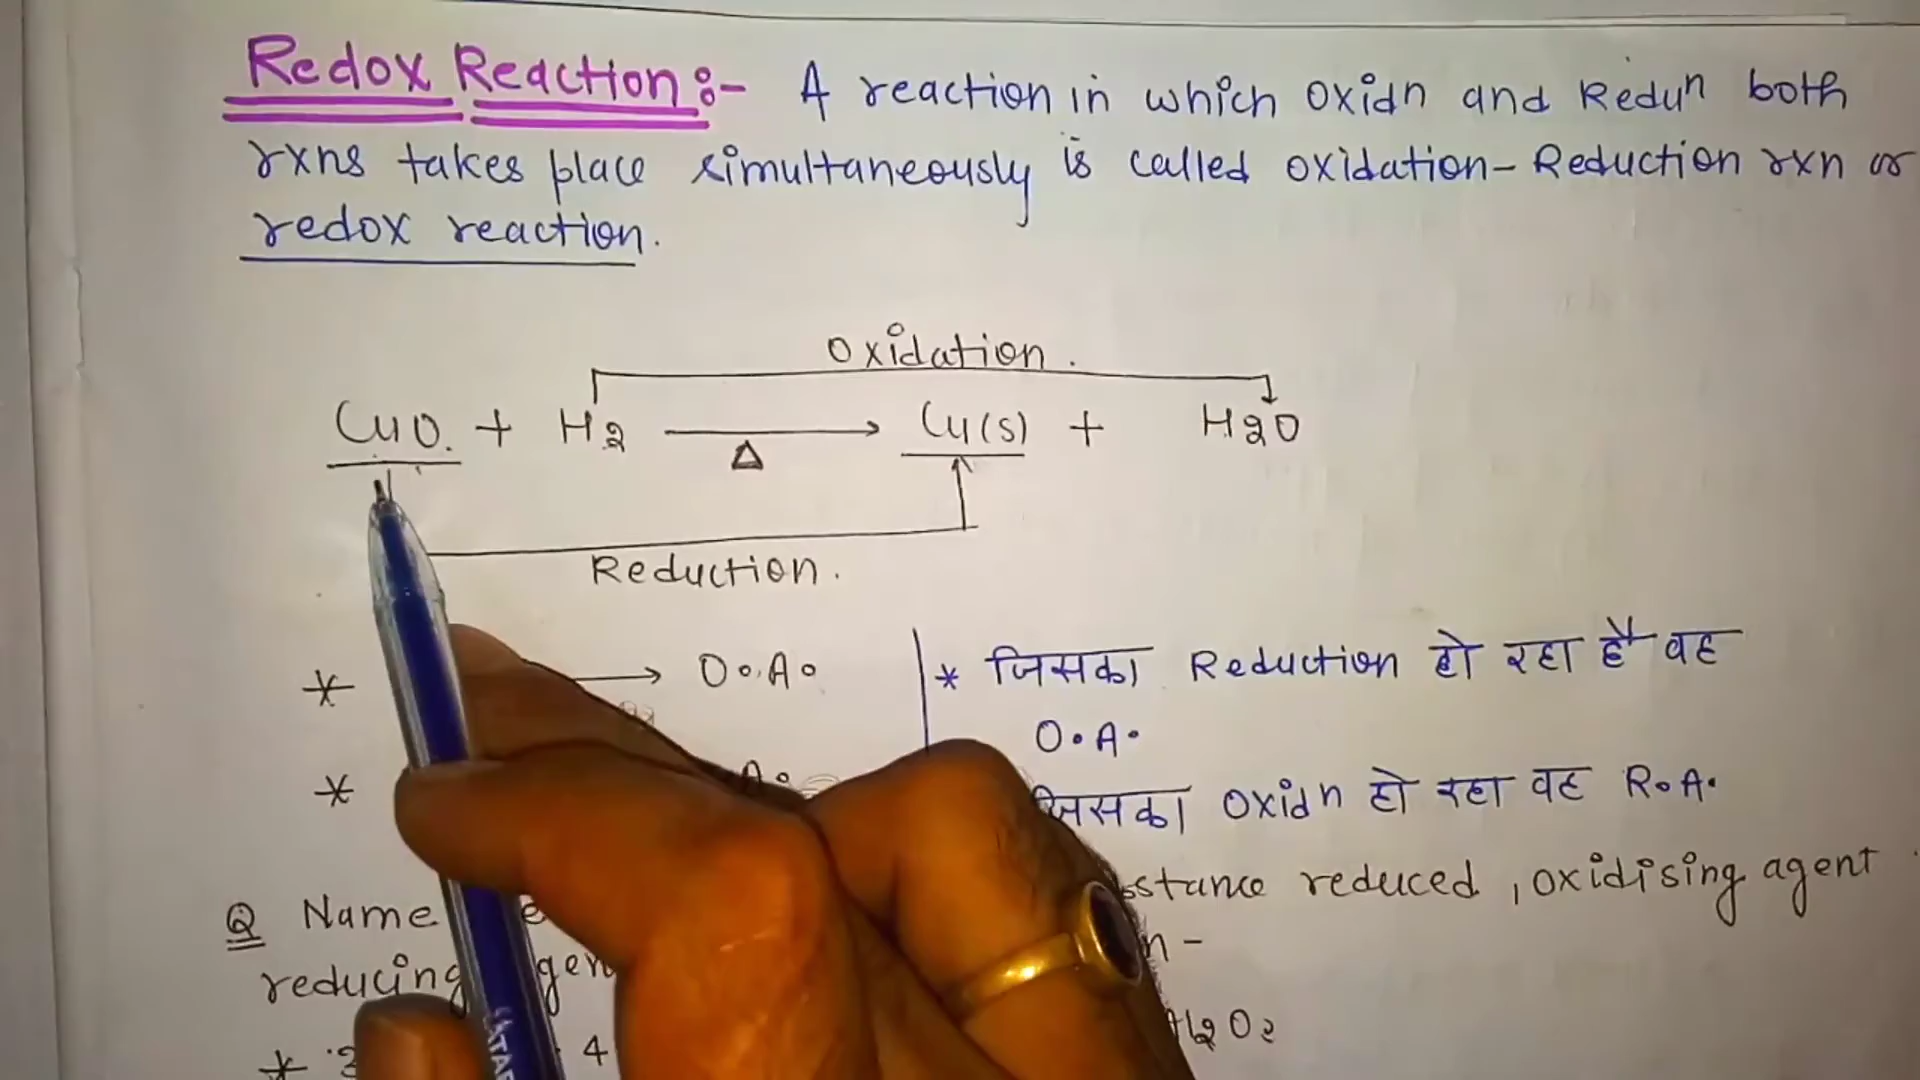 Redox Reaction:- A reaction in which oxidn and Redun both
rxns takes place simultaneously is called oxidation-Reduction rxn or
redox reaction.
Oxidation.
CuO + H2 → Cu(s) + H2O
Δ
Reduction.
* → O.A.
* A.
* जिसका Reduction हो रहा है वह
O.A.
जिसका oxidn हो रहा वह R.A.
Q Name stance reduced, oxidising agent
reducing
* 4